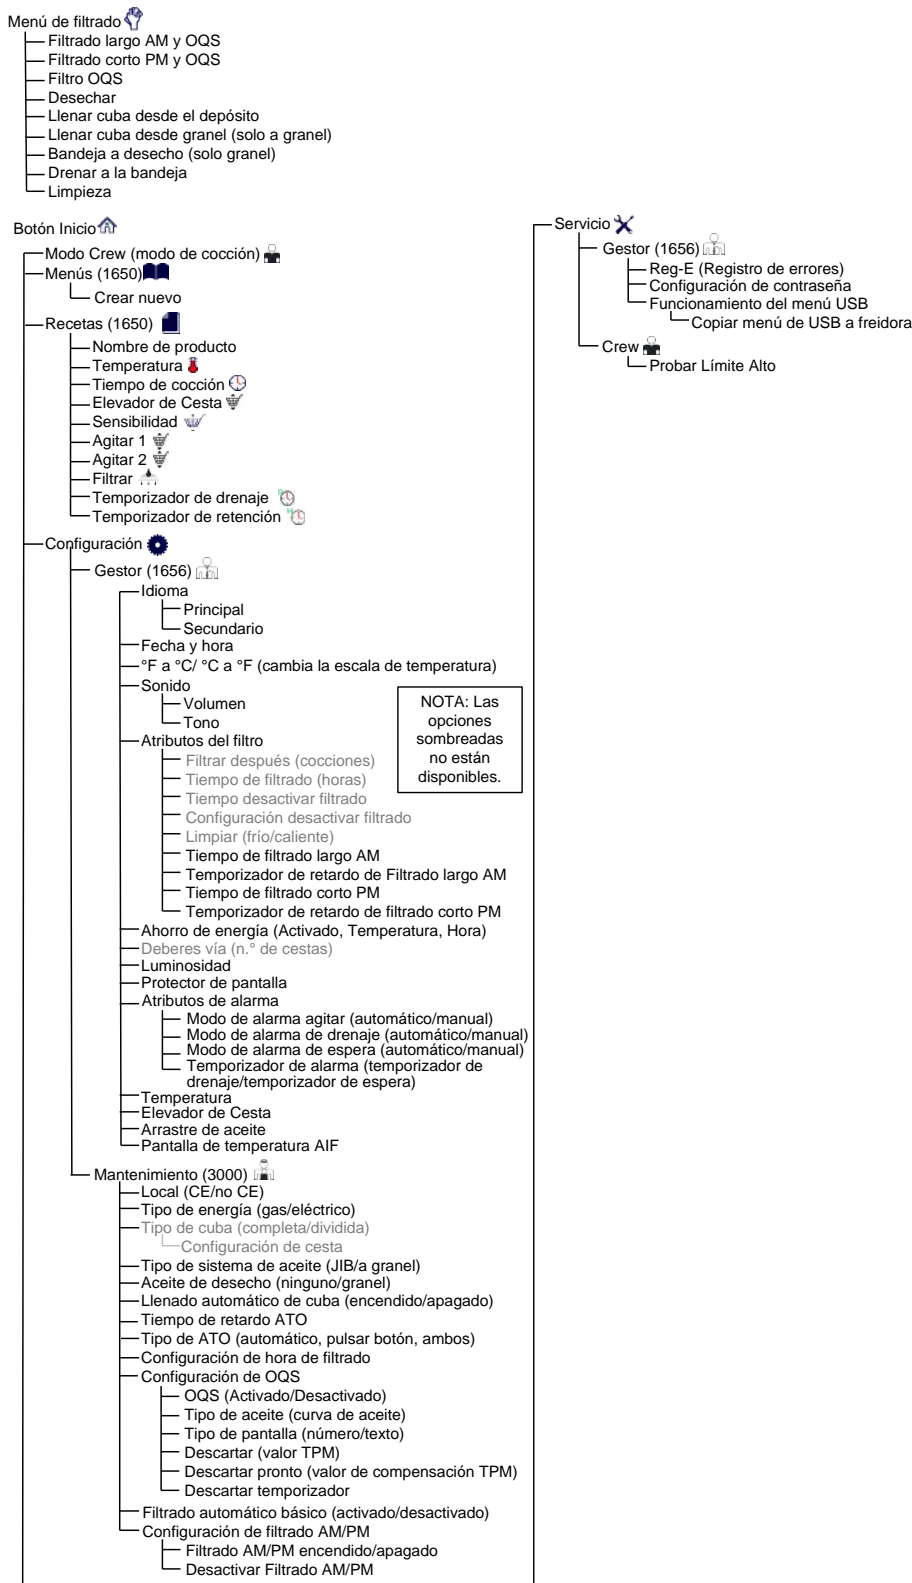 Menú de filtrado
Filtrado largo AM y OQS
Filtrado corto PM y OQS
Filtro OQS
Desechar
Llenar cuba desde el depósito
Llenar cuba desde granel (solo a granel)
Bandeja a desecho (solo granel)
Drenar a la bandeja
Limpieza
Botón Inicio
Modo Crew (modo de cocción)
Menús (1650)
Crear nuevo
Recetas (1650)
Nombre de producto
Temperatura
Tiempo de cocción
Elevador de Cesta
Sensibilidad
Agitar 1
Agitar 2
Filtrar
Temporizador de drenaje
Temporizador de retención
Configuración
Gestor (1656)
Idioma
Principal
Secundario
Fecha y hora
°F a °C/ °C a °F (cambia la escala de temperatura)
Sonido
Volumen
Tono
Atributos del filtro
Filtrar después (cocciones)
Tiempo de filtrado (horas)
Tiempo desactivar filtrado
Configuración desactivar filtrado
Limpiar (frío/caliente)
Tiempo de filtrado largo AM
Temporizador de retardo de Filtrado largo AM
Tiempo de filtrado corto PM
Temporizador de retardo de filtrado corto PM
Ahorro de energía (Activado, Temperatura, Hora)
Deberes vía (n.° de cestas)
Luminosidad
Protector de pantalla
Atributos de alarma
Modo de alarma agitar (automático/manual)
Modo de alarma de drenaje (automático/manual)
Modo de alarma de espera (automático/manual)
Temporizador de alarma (temporizador de
drenaje/temporizador de espera)
Temperatura
Elevador de Cesta
Arrastre de aceite
Pantalla de temperatura AIF
Mantenimiento (3000)
Local (CE/no CE)
Tipo de energía (gas/eléctrico)
Tipo de cuba (completa/dividida)
Configuración de cesta
Tipo de sistema de aceite (JIB/a granel)
Aceite de desecho (ninguno/granel)
Llenado automático de cuba (encendido/apagado)
Tiempo de retardo ATO
Tipo de ATO (automático, pulsar botón, ambos)
Configuración de hora de filtrado
Configuración de OQS
OQS (Activado/Desactivado)
Tipo de aceite (curva de aceite)
Tipo de pantalla (número/texto)
Descartar (valor TPM)
Descartar pronto (valor de compensación TPM)
Descartar temporizador
Filtrado automático básico (activado/desactivado)
Configuración de filtrado AM/PM
Filtrado AM/PM encendido/apagado
Desactivar Filtrado AM/PM
NOTA: Las
opciones
sombreadas
no están
disponibles.
Servicio
Gestor (1656)
Reg-E (Registro de errores)
Configuración de contraseña
Funcionamiento del menú USB
Copiar menú de USB a freidora
Crew
Probar Límite Alto